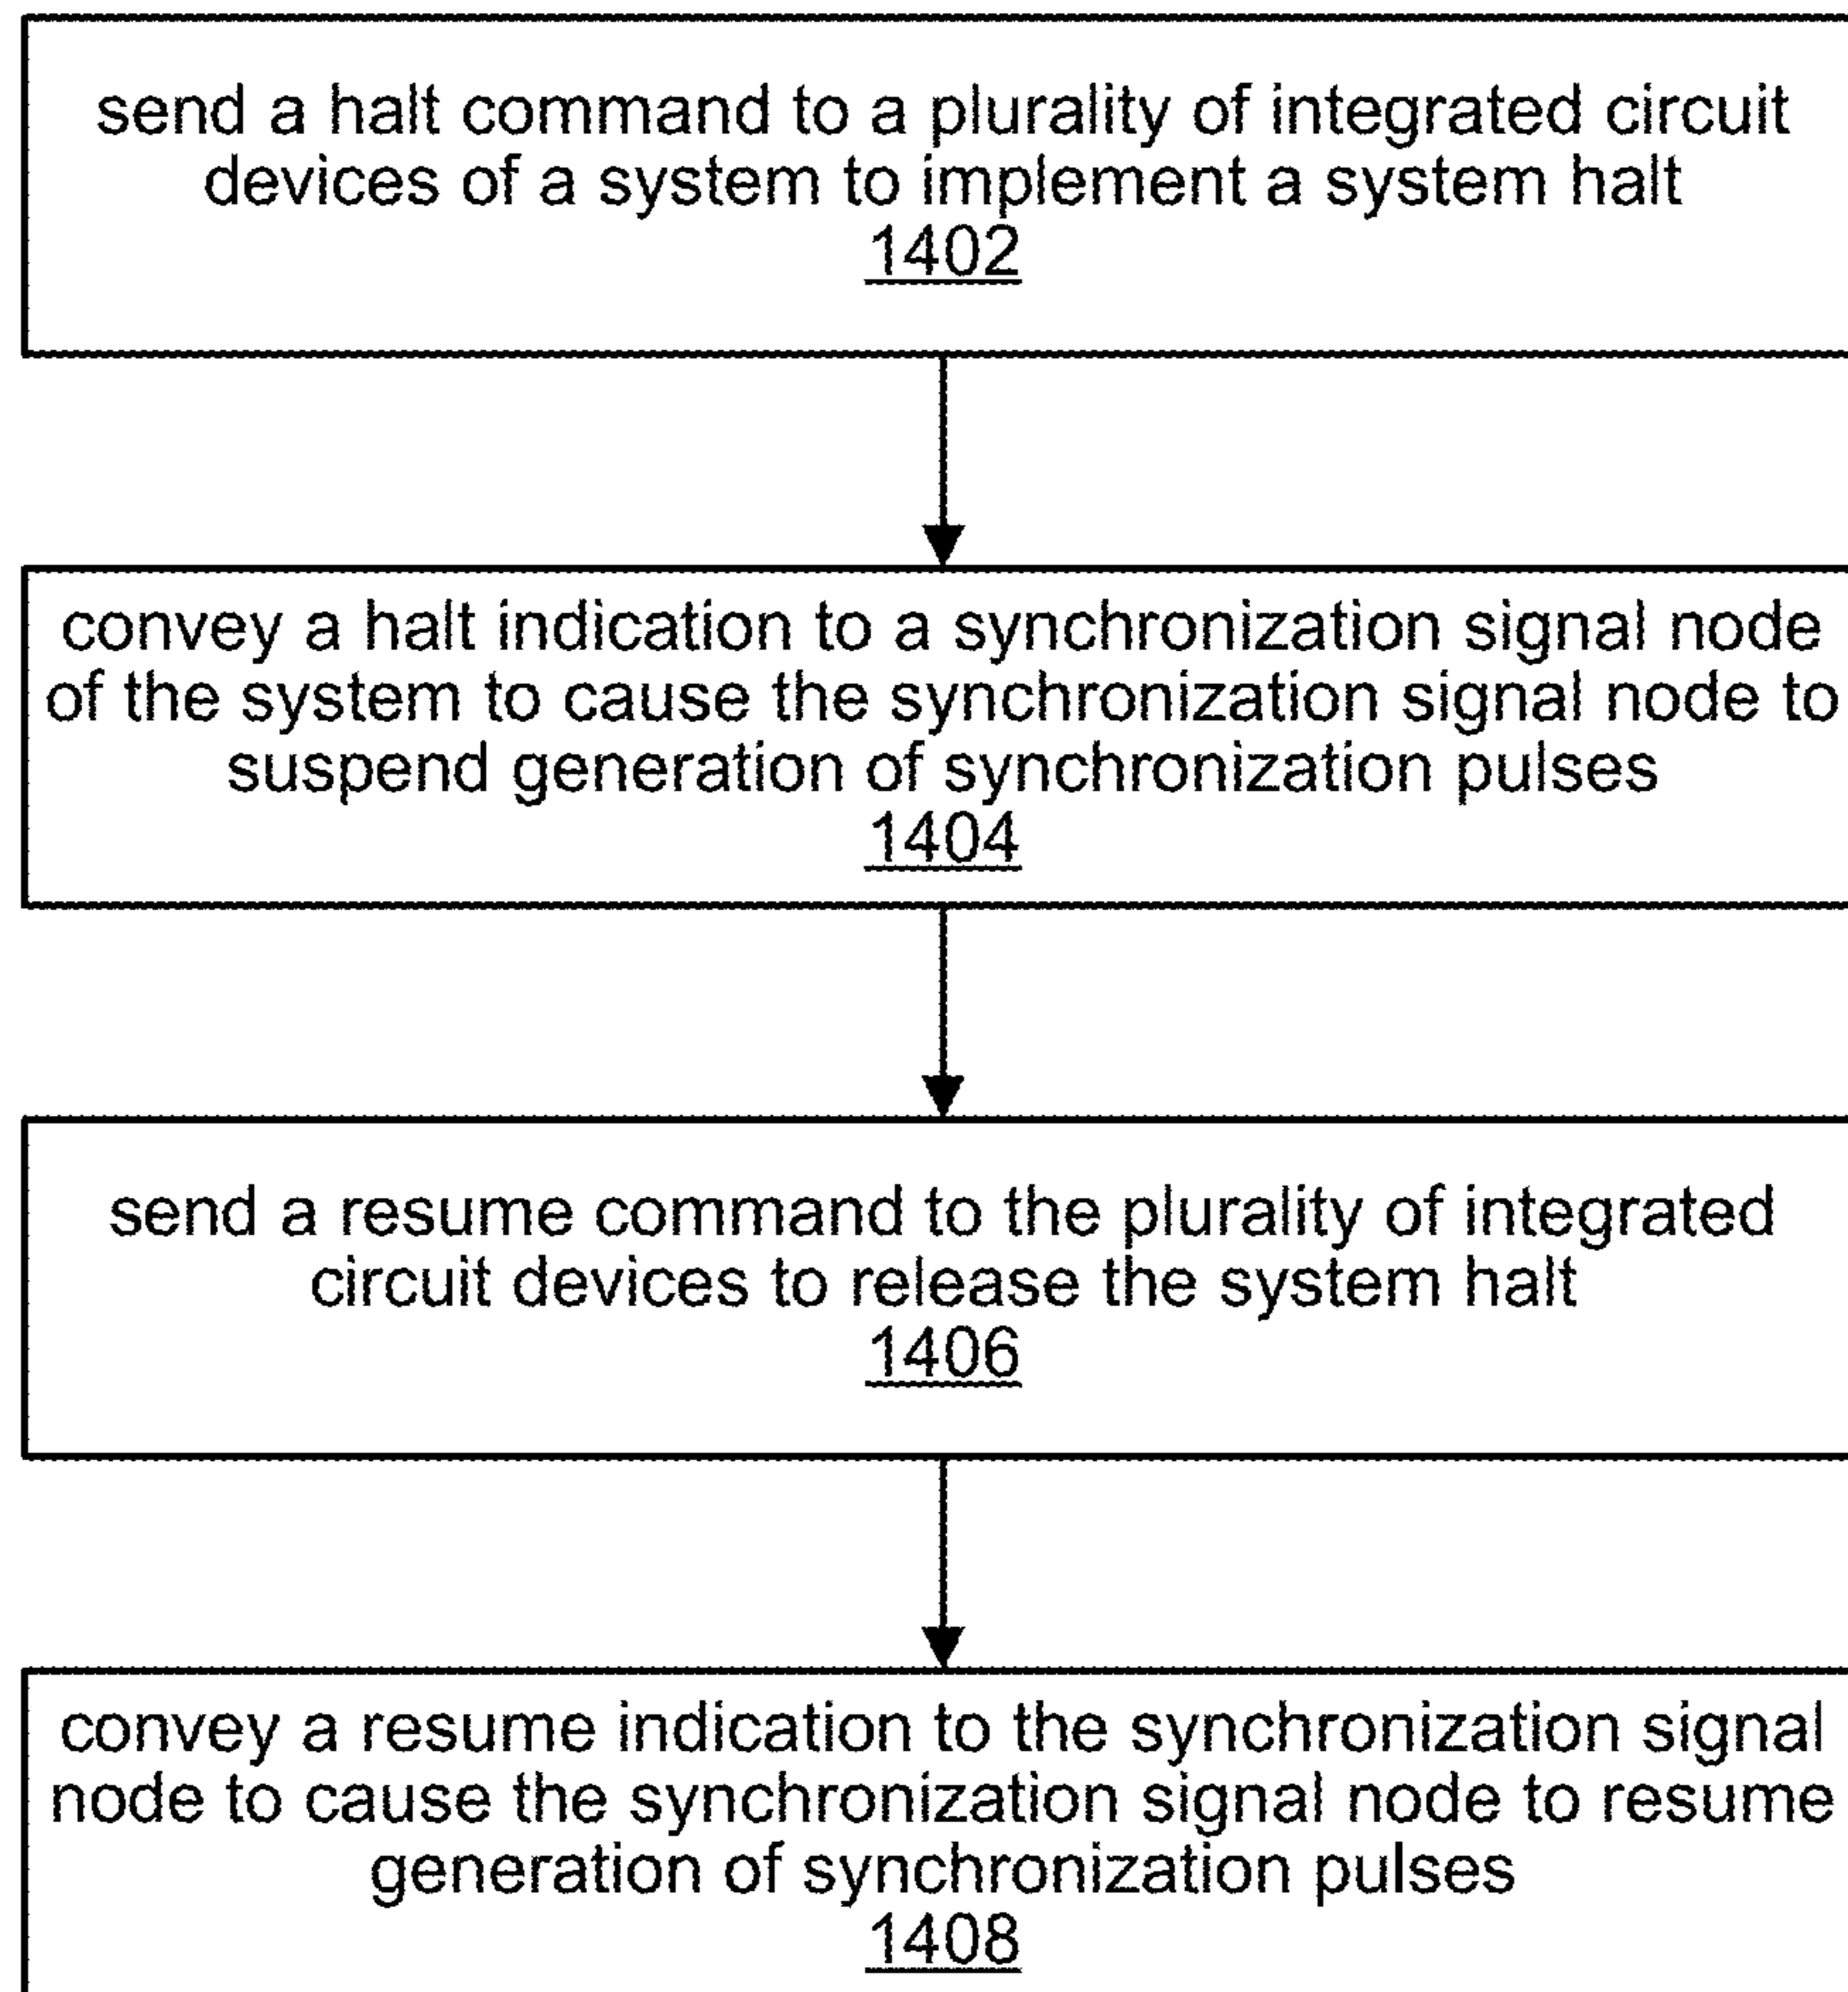 send a halt command to a plurality of integrated circuit
devices of a system to implement a system halt
1402
convey a halt indication to a synchronization signal node
of the system to cause the synchronization signal node to
suspend generation of synchronization pulses
1404
send a resume command to the plurality of integrated
circuit devices to release the system halt
1406
convey a resume indication to the synchronization signal
node to cause the synchronization signal node to resume
generation of synchronization pulses
1408